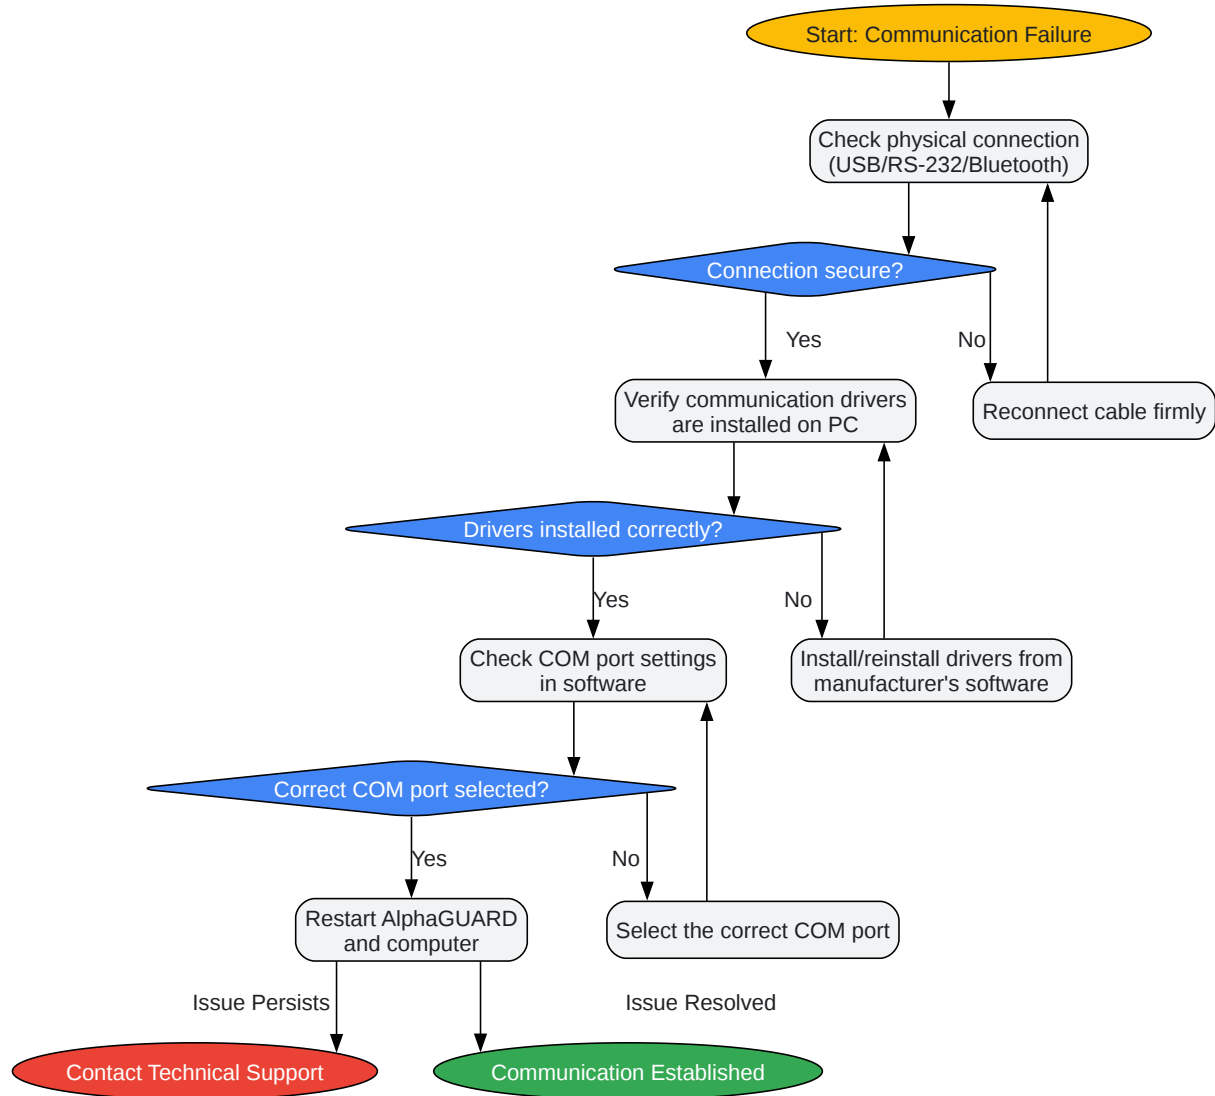 Start: Communication Failure
Check physical connection
(USB/RS-232/Bluetooth)
Connection secure?
Yes
No
Verify communication drivers
are installed on PC
Reconnect cable firmly
Drivers installed correctly?
Yes
No
Check COM port settings
in software
Install/reinstall drivers from
manufacturer's software
Correct COM port selected?
Yes
No
Restart AlphaGUARD
and computer
Select the correct COM port
Issue Persists
Issue Resolved
Contact Technical Support
Communication Established